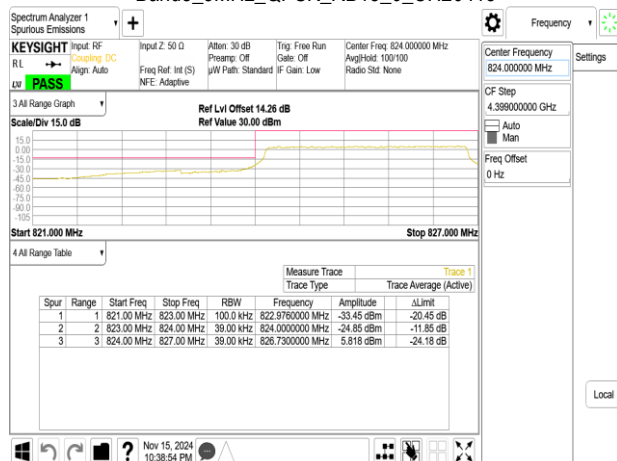 Spectrum Analyzer 1
Spurious Emissions
Frequency
KEYSIGHT
Input: RF
Input Z: 50 Ω
Atten: 30 dB
Trig: Free Run
Center Freq: 824.000000 MHz
RL
Coupling: DC
Preamp: Off
Gate: Off
Avg|Hold: 100/100
Align: Auto
Freq Ref: Int (S)
µW Path: Standard
IF Gain: Low
Radio Std: None
NFE: Adaptive
PASS
3 All Range Graph
Ref Lvl Offset 14.26 dB
Scale/Div 15.0 dB
Ref Value 30.00 dBm
15.0
0.00
-15.0
-30.0
-45.0
-60.0
-75.0
-90.0
-105
Start 821.000 MHz
Stop 827.000 MHz
4 All Range Table
Measure Trace Trace 1
Trace Type Trace Average (Active)
Spur Range Start Freq Stop Freq RBW Frequency Amplitude ΔLimit
1 1 821.00 MHz 823.00 MHz 100.0 kHz 822.9760000 MHz -33.45 dBm -20.45 dB
2 2 823.00 MHz 824.00 MHz 39.00 kHz 824.0000000 MHz -24.85 dBm -11.85 dB
3 3 824.00 MHz 827.00 MHz 39.00 kHz 826.7300000 MHz 5.818 dBm -24.18 dB
Center Frequency
824.000000 MHz
Settings
CF Step
4.399000000 GHz
Auto
Man
Freq Offset
0 Hz
Local
Nov 15, 2024
10:38:54 PM